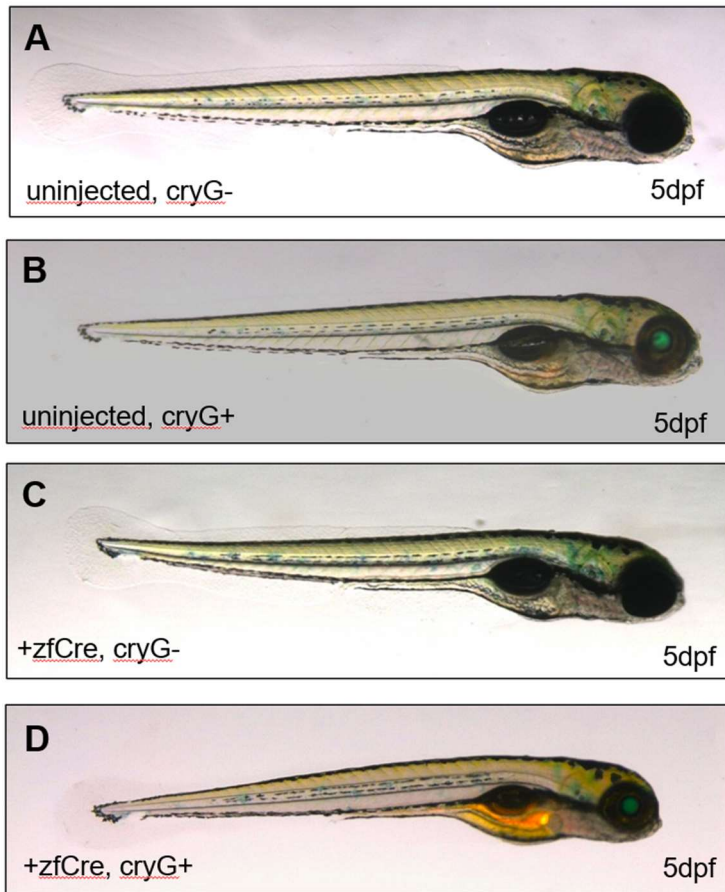 A
uninjected, cryG-
5dpf
B
uninjected, cryG+
5dpf
C
+zfCre, cryG-
5dpf
D
+zfCre, cryG+
5dpf